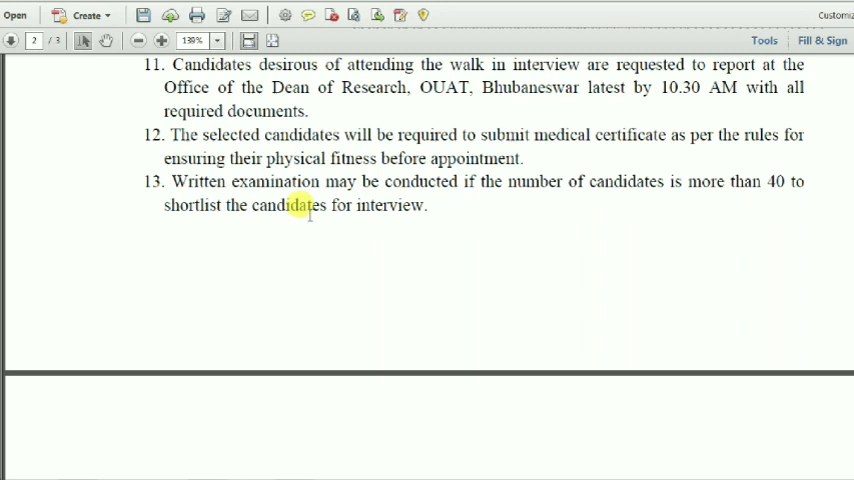 Open Create Customiz
2 / 3 139% Tools Fill & Sign
11. Candidates desirous of attending the walk in interview are requested to report at the
Office of the Dean of Research, OUAT, Bhubaneswar latest by 10.30 AM with all
required documents.
12. The selected candidates will be required to submit medical certificate as per the rules for
ensuring their physical fitness before appointment.
13. Written examination may be conducted if the number of candidates is more than 40 to
shortlist the candidates for interview.